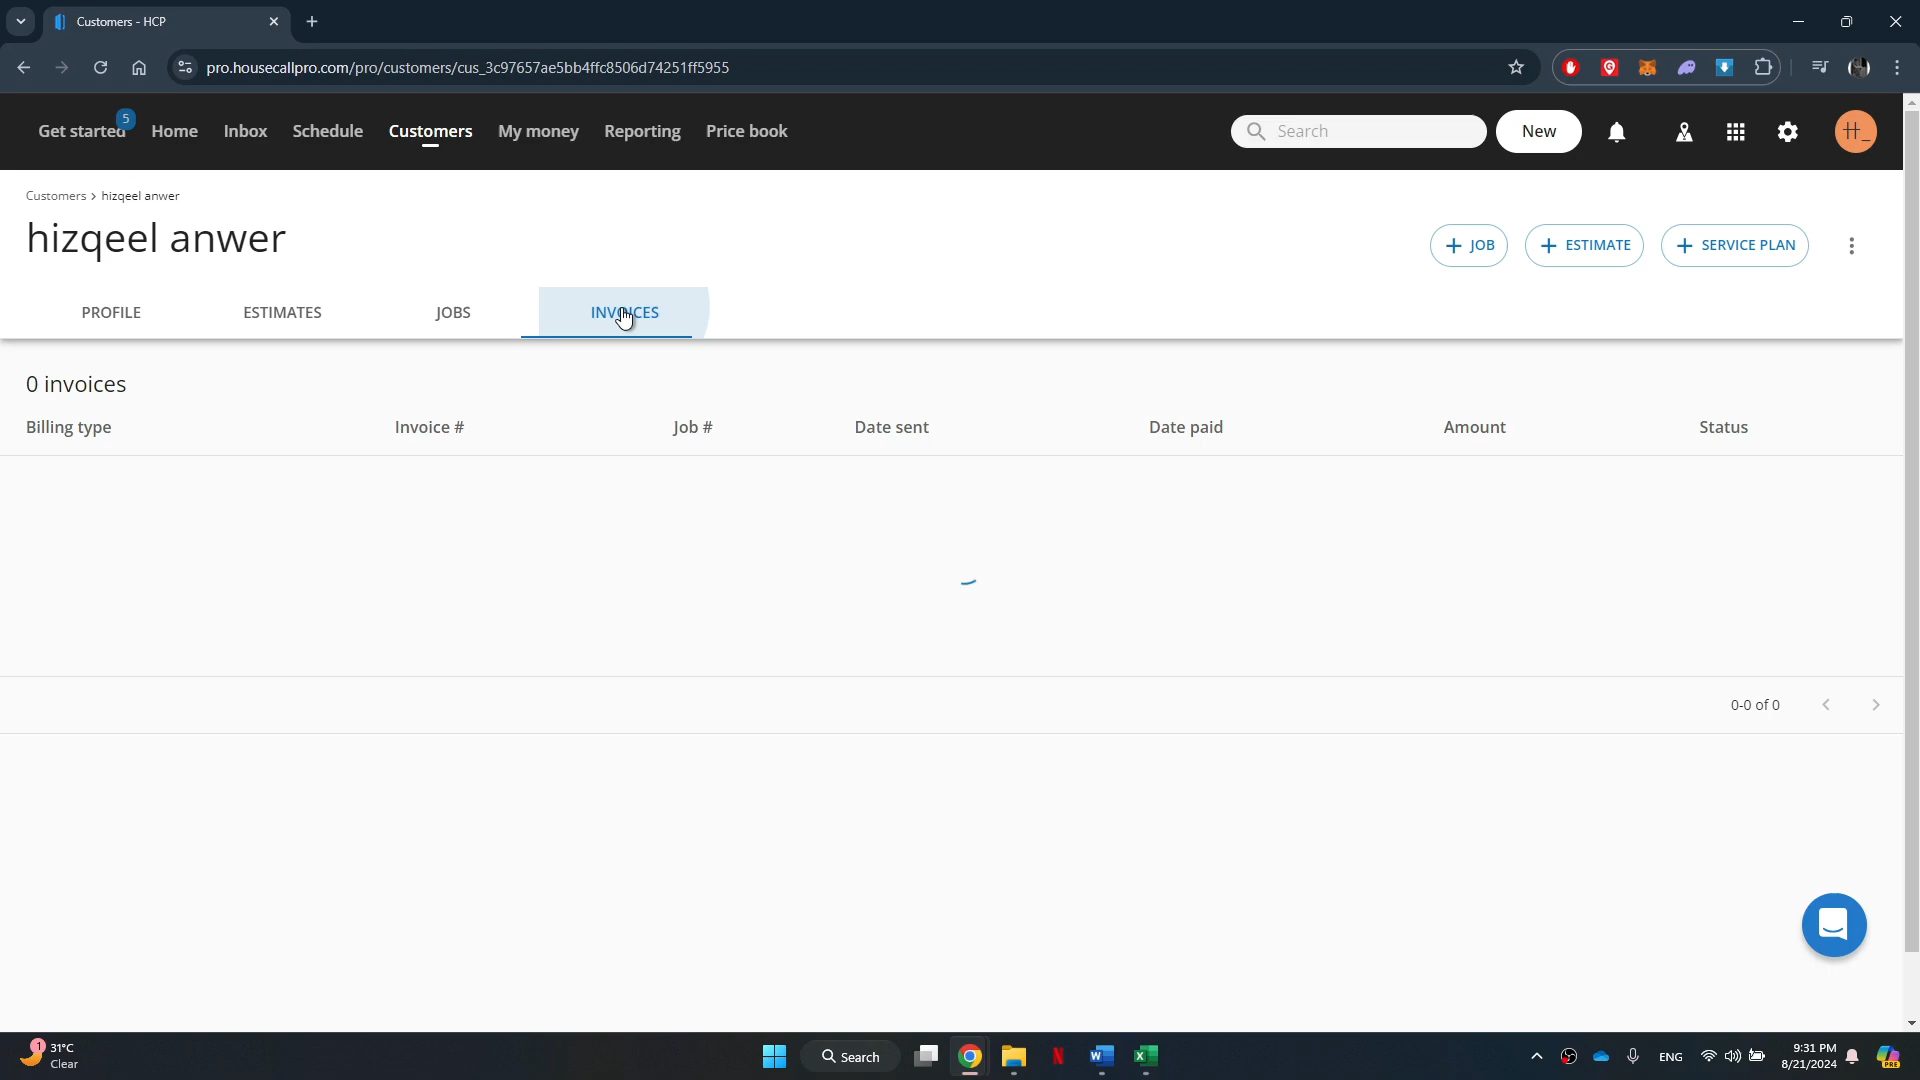 Customers - HCP
pro.housecallpro.com/pro/customers/cus_3c97657ae5bb4ffc8506d74251ff5955
Get started 5 Home Inbox Schedule Customers My money Reporting Price book Search New H_
Customers > hizqeel anwer
hizqeel anwer
+ JOB + ESTIMATE + SERVICE PLAN
PROFILE ESTIMATES JOBS INVOICES
0 invoices
Billing type Invoice # Job # Date sent Date paid Amount Status
0-0 of 0
1 31°C
Clear
Search
ENG
9:31 PM
8/21/2024
PRE